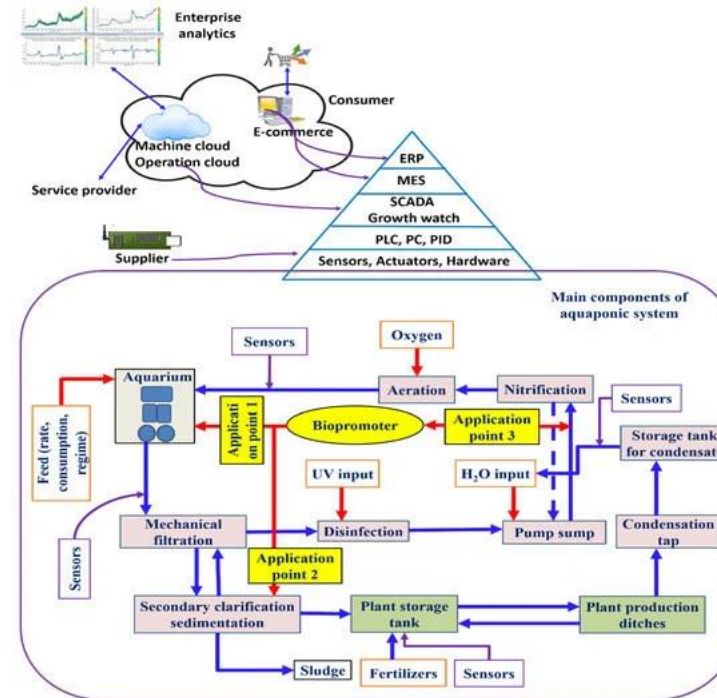 Enterprise
analytics
Consumer
E-commerce
Machine cloud
Operation cloud
Service provider
Supplier
ERP
MES
SCADA
Growth watch
PLC, PC, PID
Sensors, Actuators, Hardware
Main components of
aquaponic system
Sensors
Oxygen
Aquarium
Aeration
Nitrification
Sensors
Feed (rate,
consumption,
regime)
Applicati
on point 1
Biopromoter
Application
point 3
Storage tank
for condensat
UV input
H₂O input
Sensors
Mechanical
filtration
Disinfection
Pump sump
Condensation
tap
Application
point 2
Secondary clarification
sedimentation
Plant storage
tank
Plant production
ditches
Sludge
Fertilizers
Sensors